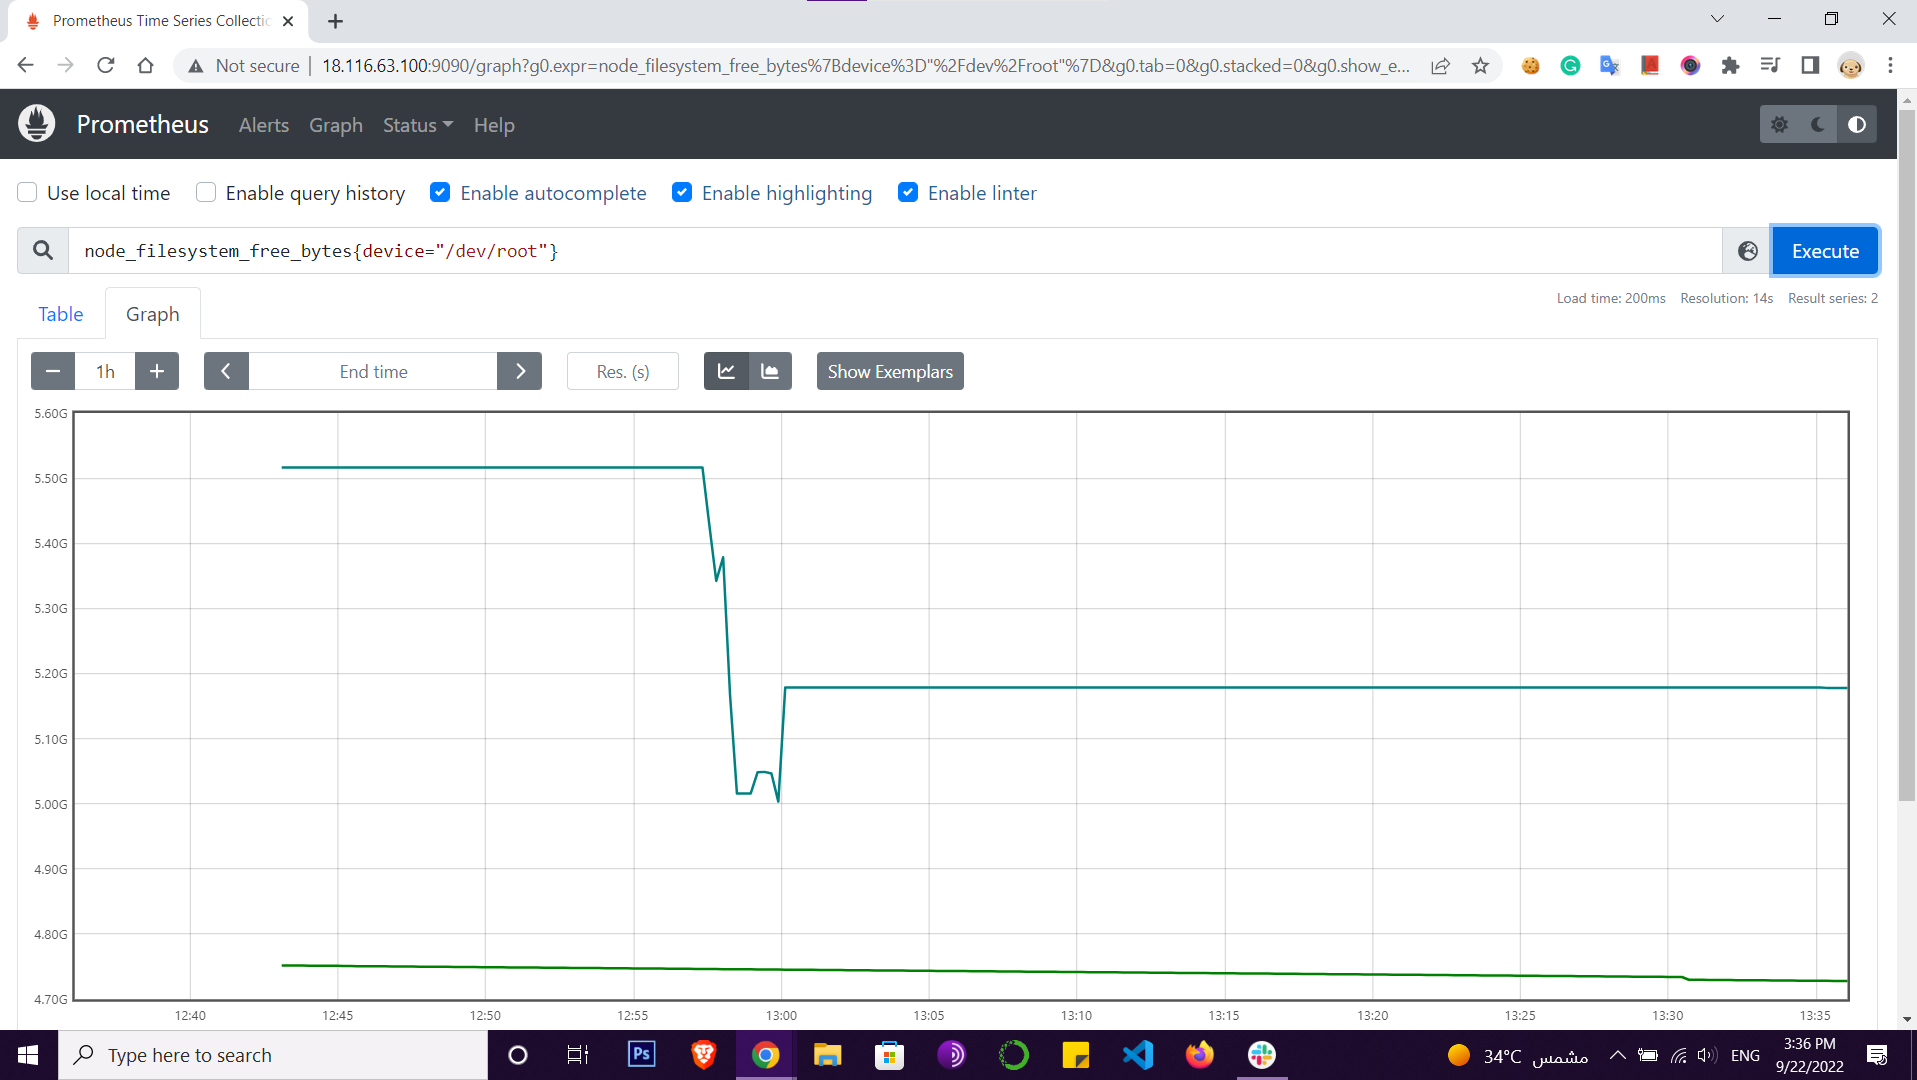 Prometheus Time Series Collectio
Not secure
18.116.63.100:9090/graph?g0.expr=node_filesystem_free_bytes%7Bdevice%3D"%2Fdev%2Froot"%7D&g0.tab=0&g0.stacked=0&g0.show_e...
Prometheus Alerts Graph Status Help
Use local time Enable query history Enable autocomplete Enable highlighting Enable linter
node_filesystem_free_bytes{device="/dev/root"}
Execute
Load time: 200ms Resolution: 14s Result series: 2
Table Graph
1h End time Res. (s) Show Exemplars
5.60G
5.50G
5.40G
5.30G
5.20G
5.10G
5.00G
4.90G
4.80G
4.70G
12:40 12:45 12:50 12:55 13:00 13:05 13:10 13:15 13:20 13:25 13:30 13:35
Type here to search
Ps
34°C مشمس
ENG
3:36 PM
9/22/2022